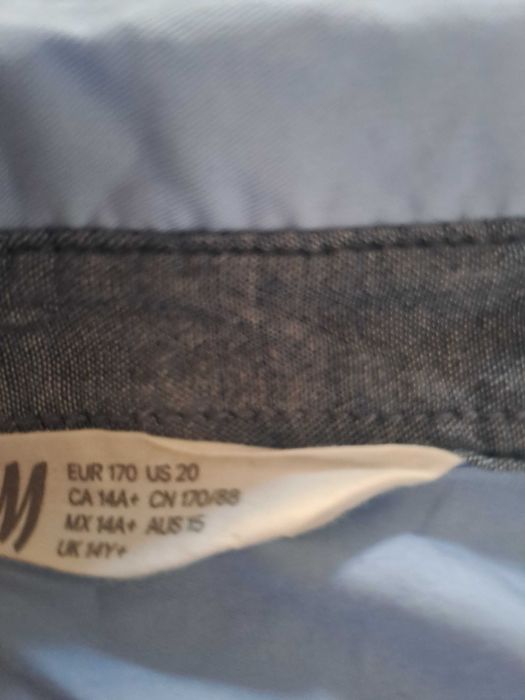 M
EUR 170 US 20
CA 14A+ CN 170/88
MX 14A+ AUS 15
UK 14Y+